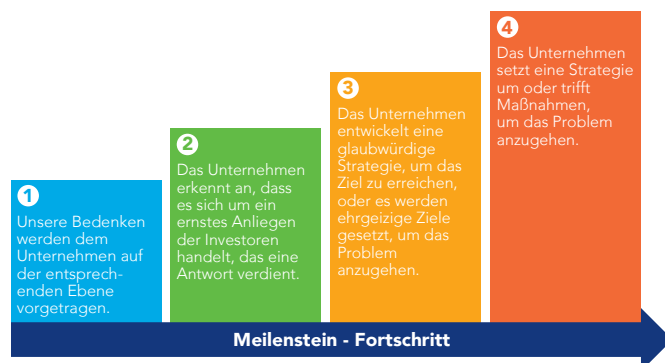 1
Unsere Bedenken
werden dem
Unternehmen auf
der entsprech-
enden Ebene
vorgetragen.
2
Das Unternehmen
erkennt an, dass
es sich um ein
ernstes Anliegen
der Investoren
handelt, das eine
Antwort verdient.
3
Das Unternehmen
entwickelt eine
glaubwürdige
Strategie, um das
Ziel zu erreichen,
oder es werden
ehrgeizige Ziele
gesetzt, um das
Problem
anzugehen.
4
Das Unternehmen
setzt eine Strategie
um oder trifft
Maßnahmen,
um das Problem
anzugehen.
Meilenstein - Fortschritt